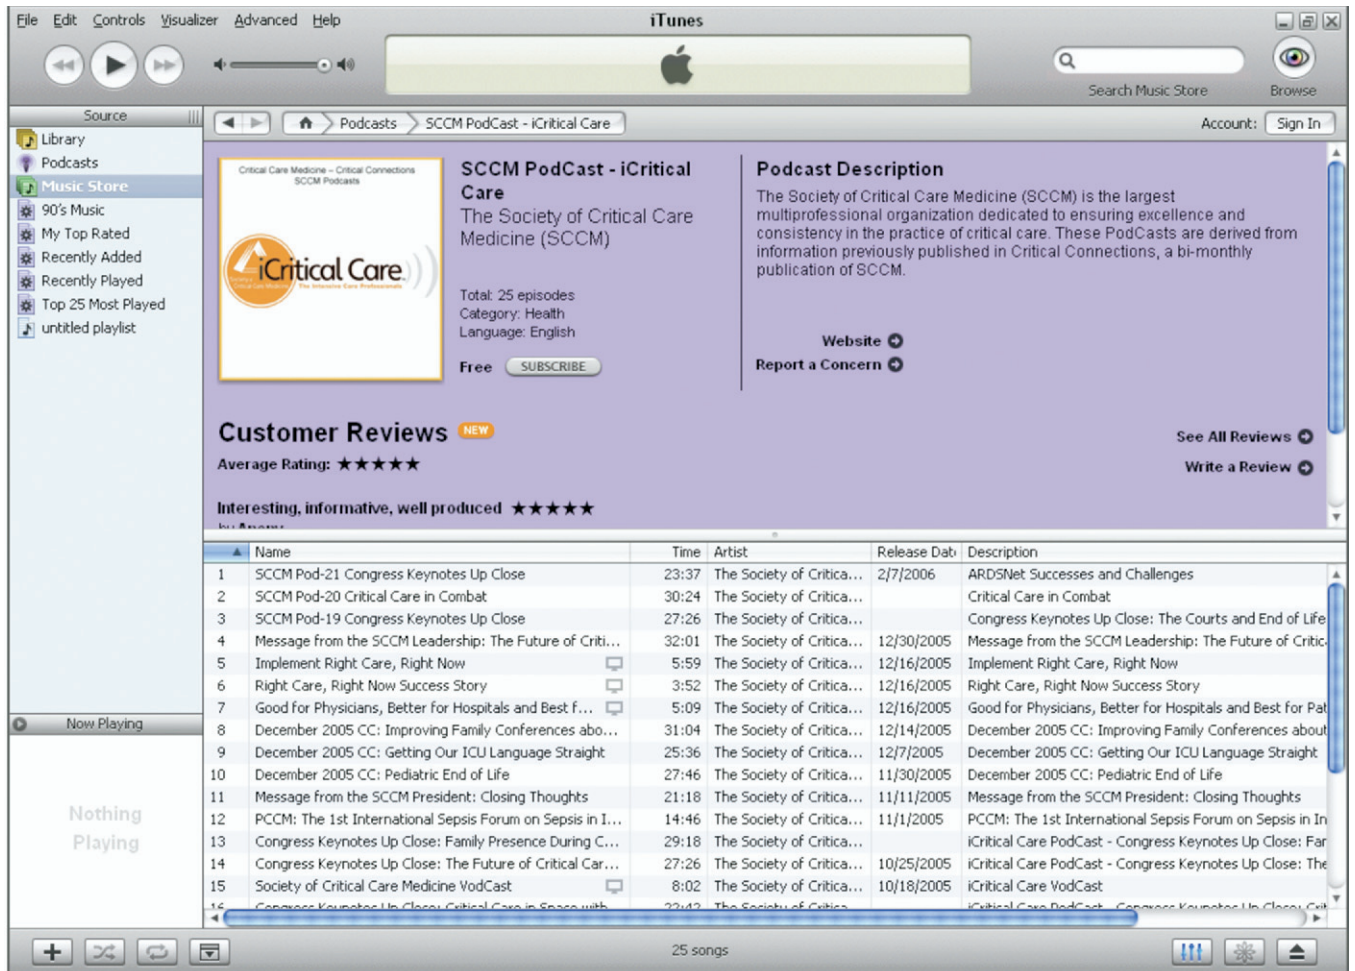 File Edit Controls Visualizer Advanced Help
iTunes
Search Music Store
Browse
Source
Library
Podcasts
Music Store
90's Music
My Top Rated
Recently Added
Recently Played
Top 25 Most Played
untitled playlist
Now Playing
Nothing
Playing
Podcasts SCCM PodCast - iCritical Care
Account: Sign In
Critical Care Medicine – Critical Connections
SCCM Podcasts
iCritical Care
The Intensive Care Professionals
SCCM PodCast - iCritical
Care
The Society of Critical Care
Medicine (SCCM)
Total: 25 episodes
Category: Health
Language: English
Free SUBSCRIBE
Podcast Description
The Society of Critical Care Medicine (SCCM) is the largest
multiprofessional organization dedicated to ensuring excellence and
consistency in the practice of critical care. These PodCasts are derived from
information previously published in Critical Connections, a bi-monthly
publication of SCCM.
Website
Report a Concern
Customer Reviews NEW
See All Reviews
Average Rating: ★★★★★
Write a Review
Interesting, informative, well produced ★★★★★
Name Time Artist Release Dat Description
1 SCCM Pod-21 Congress Keynotes Up Close 23:37 The Society of Critica... 2/7/2006 ARDSNet Successes and Challenges
2 SCCM Pod-20 Critical Care in Combat 30:24 The Society of Critica... Critical Care in Combat
3 SCCM Pod-19 Congress Keynotes Up Close 27:26 The Society of Critica... Congress Keynotes Up Close: The Courts and End of Life
4 Message from the SCCM Leadership: The Future of Criti... 32:01 The Society of Critica... 12/30/2005 Message from the SCCM Leadership: The Future of Critic
5 Implement Right Care, Right Now 5:59 The Society of Critica... 12/16/2005 Implement Right Care, Right Now
6 Right Care, Right Now Success Story 3:52 The Society of Critica... 12/16/2005 Right Care, Right Now Success Story
7 Good for Physicians, Better for Hospitals and Best f... 5:09 The Society of Critica... 12/16/2005 Good for Physicians, Better for Hospitals and Best for Pat
8 December 2005 CC: Improving Family Conferences abo... 31:04 The Society of Critica... 12/14/2005 December 2005 CC: Improving Family Conferences about
9 December 2005 CC: Getting Our ICU Language Straight 25:36 The Society of Critica... 12/7/2005 December 2005 CC: Getting Our ICU Language Straight
10 December 2005 CC: Pediatric End of Life 27:46 The Society of Critica... 11/30/2005 December 2005 CC: Pediatric End of Life
11 Message from the SCCM President: Closing Thoughts 21:18 The Society of Critica... 11/11/2005 Message from the SCCM President: Closing Thoughts
12 PCCM: The 1st International Sepsis Forum on Sepsis in I... 14:46 The Society of Critica... 11/1/2005 PCCM: The 1st International Sepsis Forum on Sepsis in In
13 Congress Keynotes Up Close: Family Presence During C... 29:18 The Society of Critica... iCritical Care PodCast - Congress Keynotes Up Close: Far
14 Congress Keynotes Up Close: The Future of Critical Car... 27:26 The Society of Critica... 10/25/2005 iCritical Care PodCast - Congress Keynotes Up Close: The
15 Society of Critical Care Medicine VodCast 8:02 The Society of Critica... 10/18/2005 iCritical Care VodCast
25 songs